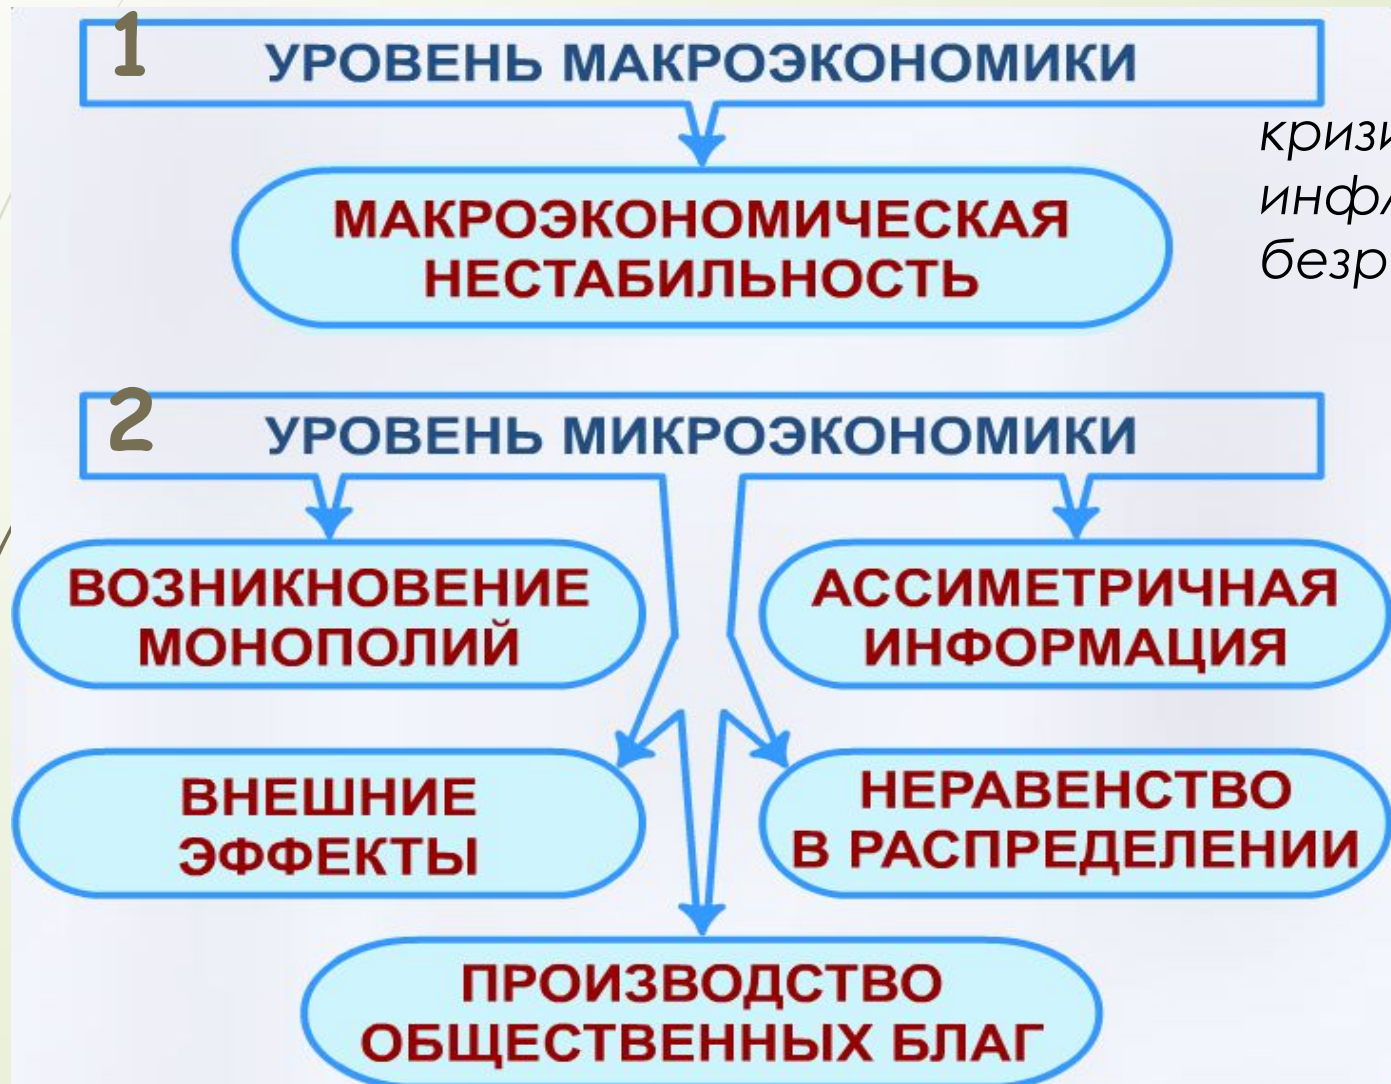 1
УРОВЕНЬ МАКРОЭКОНОМИКИ
МАКРОЭКОНОМИЧЕСКАЯ
НЕСТАБИЛЬНОСТЬ
2
УРОВЕНЬ МИКРОЭКОНОМИКИ
ВОЗНИКНОВЕНИЕ
МОНОПОЛИЙ
АССИМЕТРИЧНАЯ
ИНФОРМАЦИЯ
ВНЕШНИЕ
ЭФФЕКТЫ
НЕРАВЕНСТВО
В РАСПРЕДЕЛЕНИИ
ПРОИЗВОДСТВО
ОБЩЕСТВЕННЫХ БЛАГ